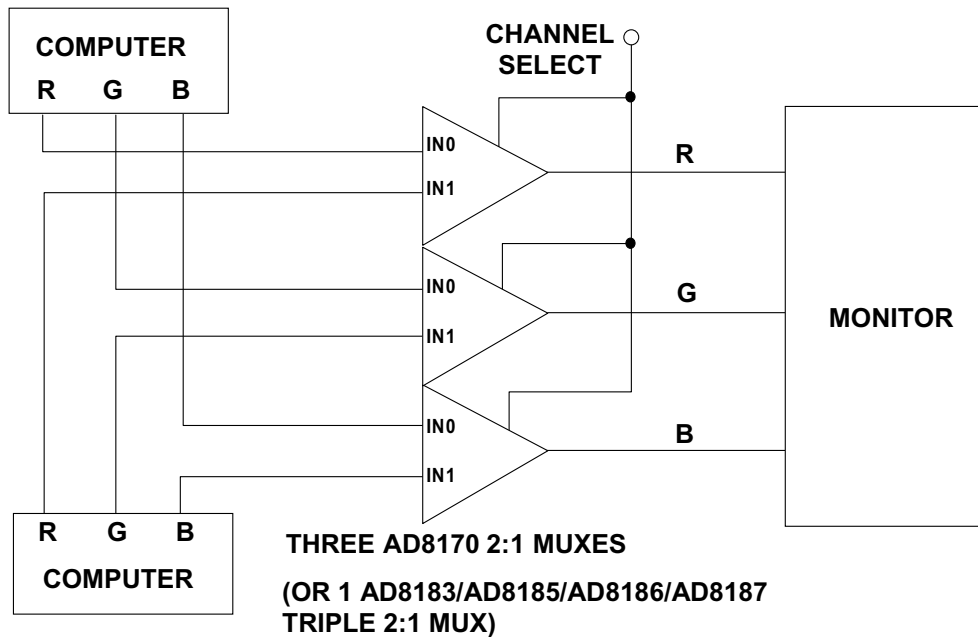 COMPUTER
R G B
CHANNEL
SELECT
IN0
IN1
R
IN0
IN1
G
MONITOR
IN0
IN1
B
R G B
COMPUTER
THREE AD8170 2:1 MUXES
(OR 1 AD8183/AD8185/AD8186/AD8187
TRIPLE 2:1 MUX)